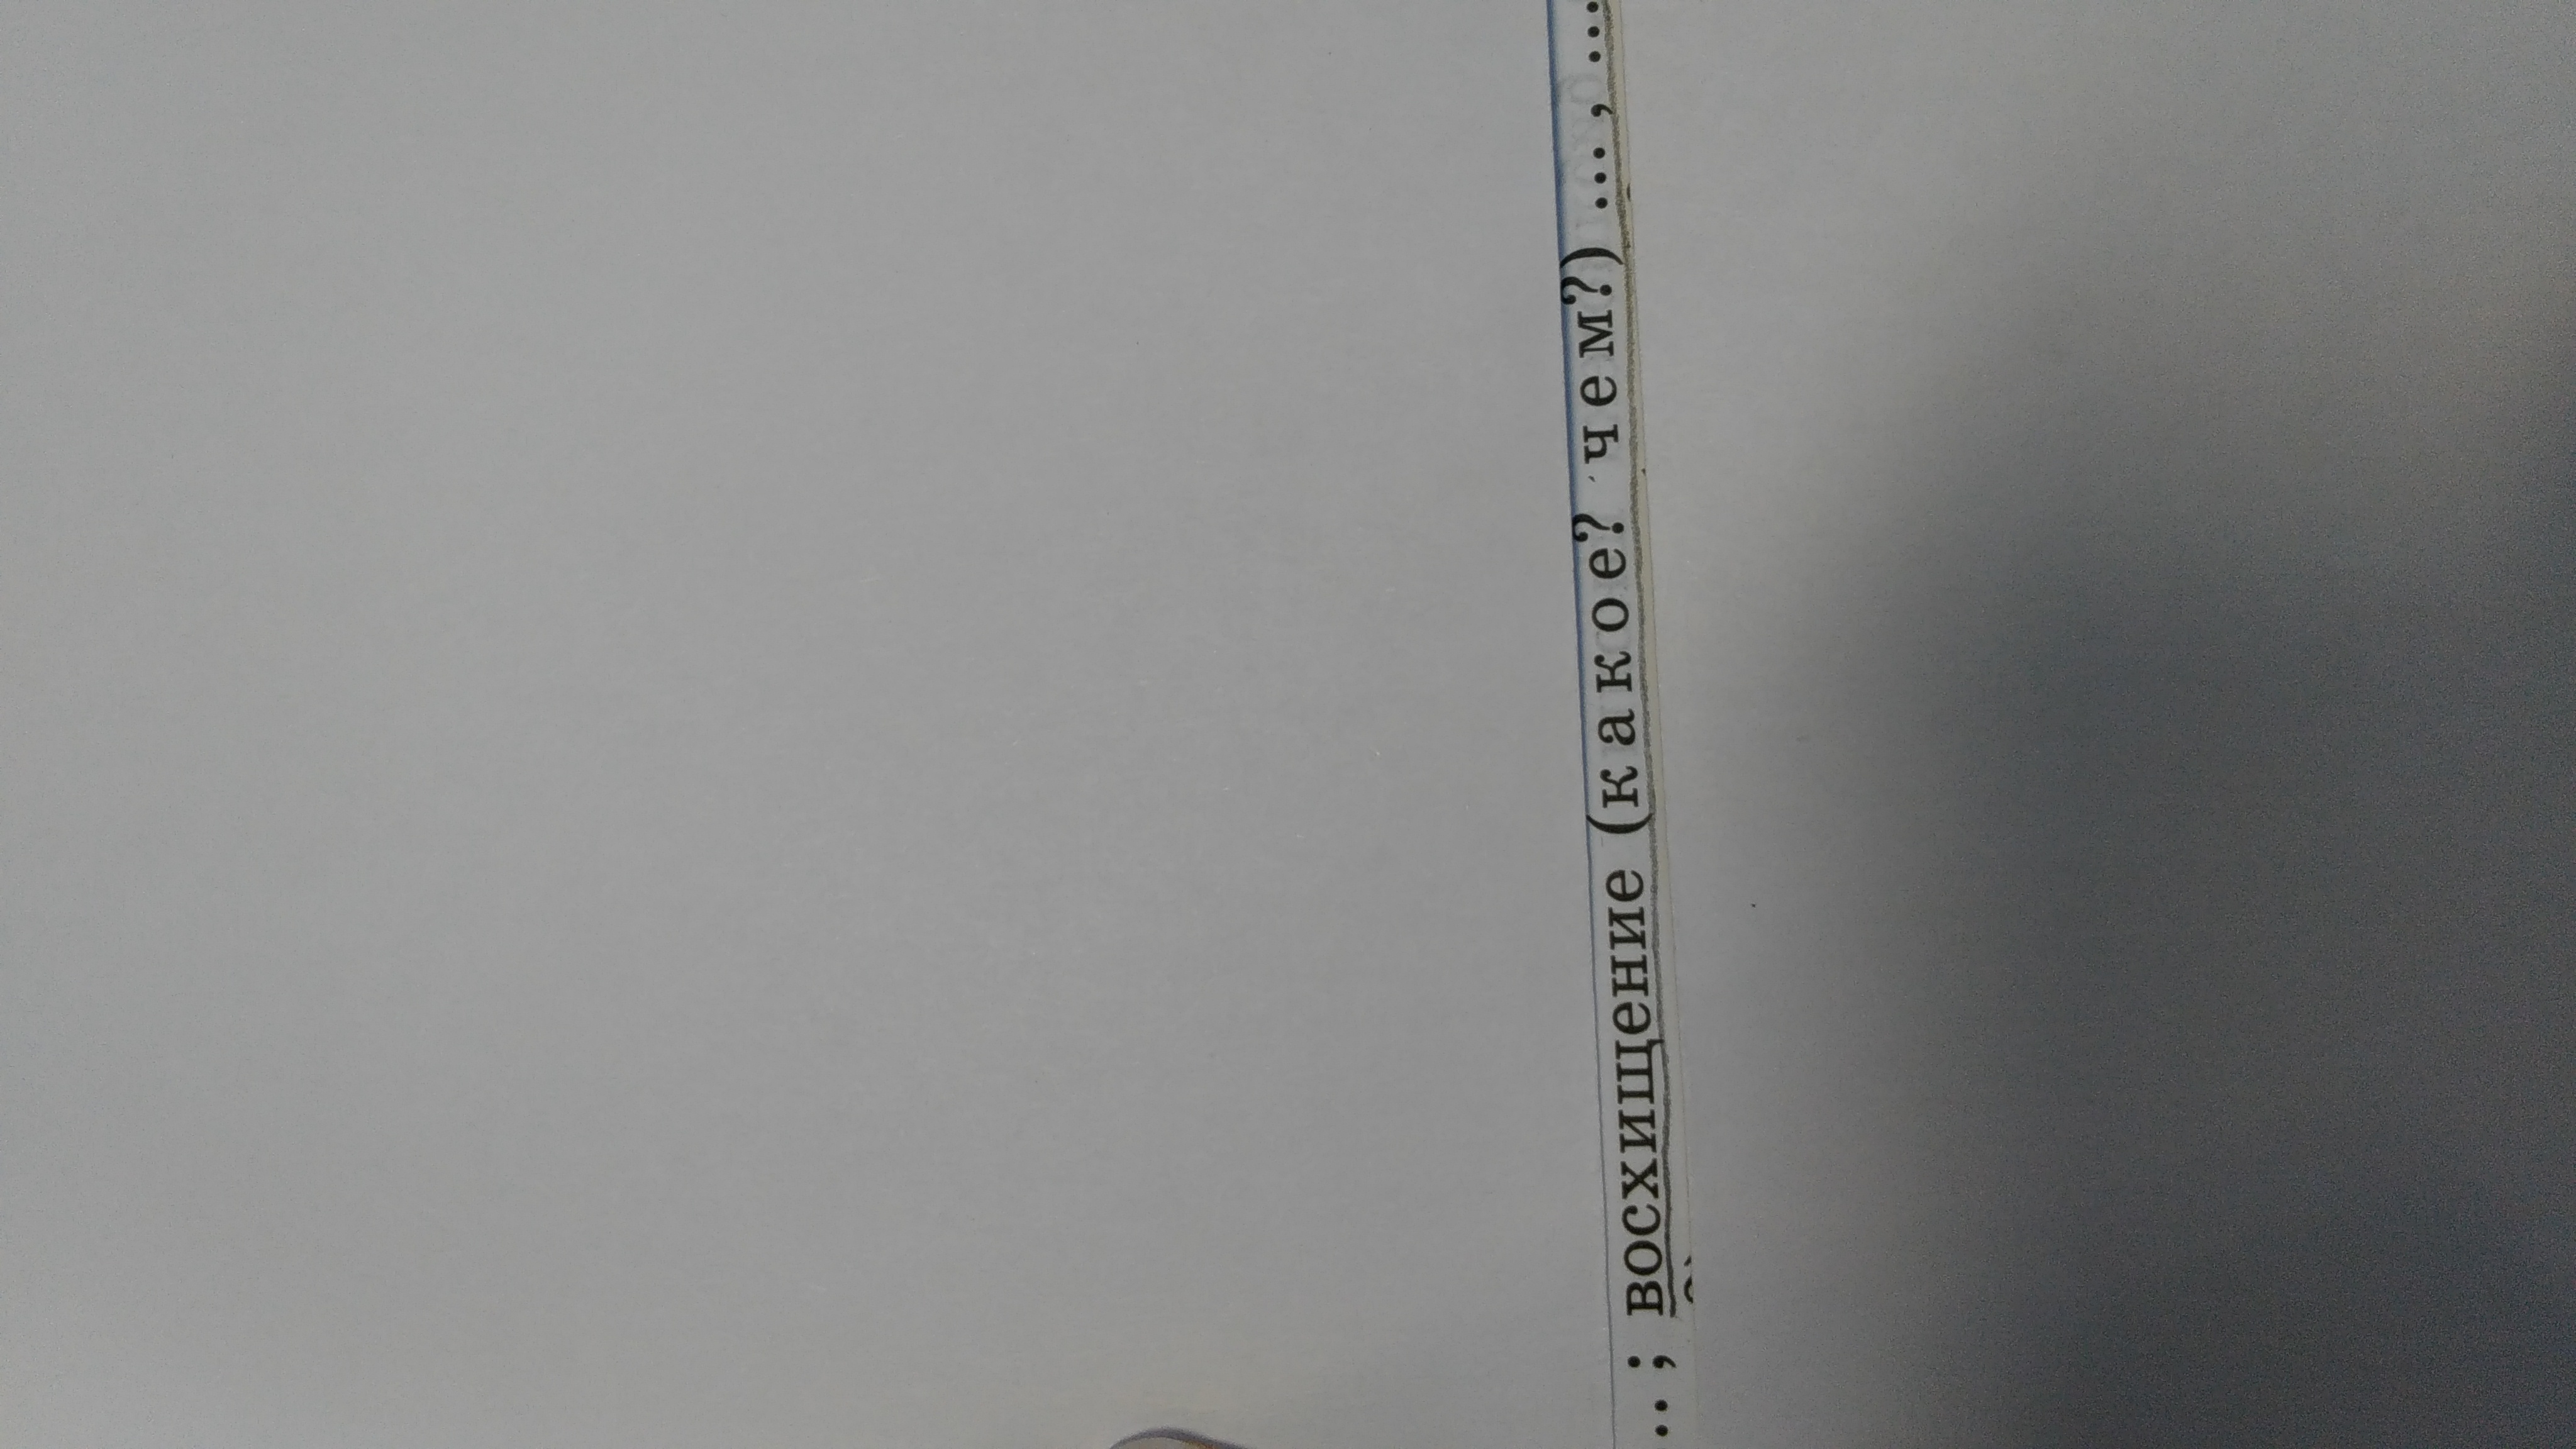 ..; восхищение (какое? чем?) ..., ...